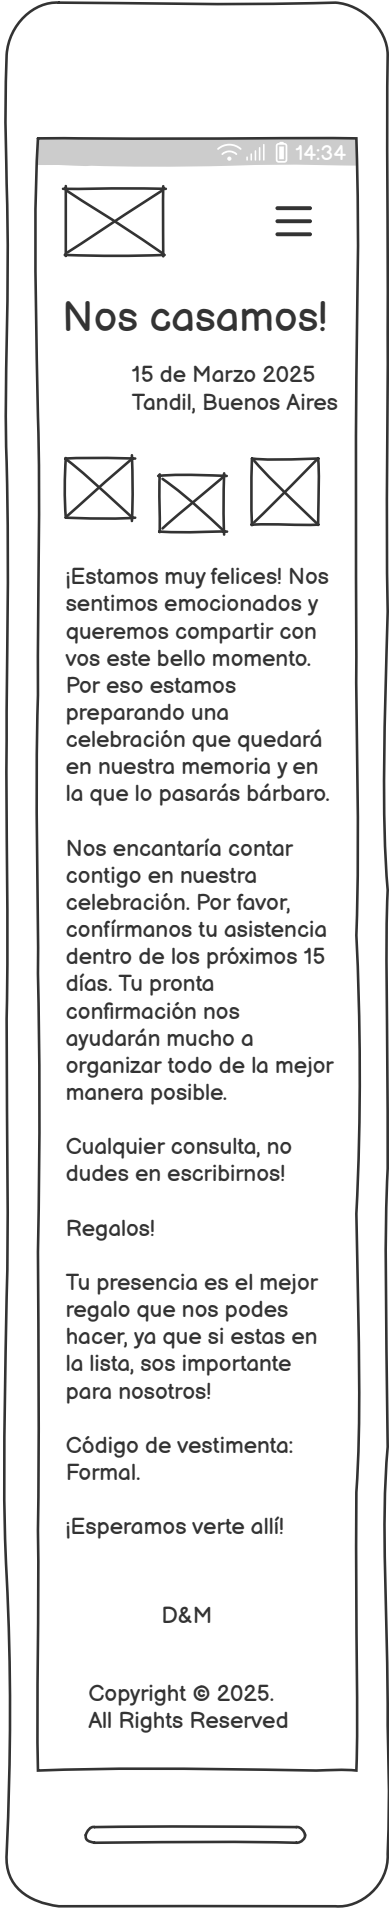 14:34
Nos casamos!
15 de Marzo 2025
Tandil, Buenos Aires
¡Estamos muy felices! Nos
sentimos emocionados y
queremos compartir con
vos este bello momento.
Por eso estamos
preparando una
celebración que quedará
en nuestra memoria y en
la que lo pasarás bárbaro.
Nos encantaría contar
contigo en nuestra
celebración. Por favor,
confírmanos tu asistencia
dentro de los próximos 15
días. Tu pronta
confirmación nos
ayudarán mucho a
organizar todo de la mejor
manera posible.
Cualquier consulta, no
dudes en escribirnos!
Regalos!
Tu presencia es el mejor
regalo que nos podes
hacer, ya que si estas en
la lista, sos importante
para nosotros!
Código de vestimenta:
Formal.
¡Esperamos verte allí!
D&M
Copyright © 2025.
All Rights Reserved